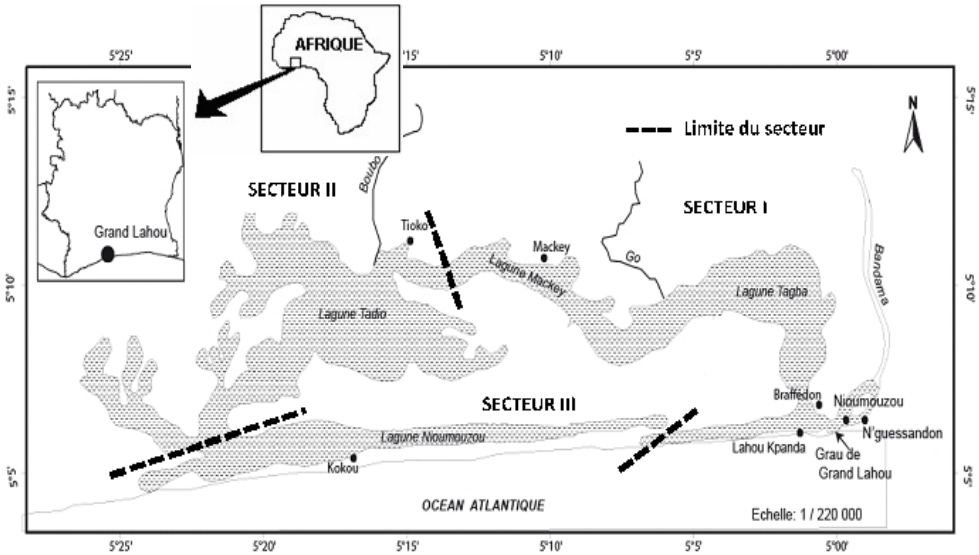 AFRIQUE
5°25
5°15
5°10
5°05
5°00
5°15
5°15
N
Limite du secteur
SECTEUR II
Boubo
SECTEUR I
Grand Lahou
Tioko
Mackey
Lagune Mackey
Go
Bandama
5°10
5°10
Lagune Tadio
Lagune Tagba
SECTEUR III
Braffédon
Nioumouzou
N'guessandon
Lagune Nioumouzou
Lahou Kpanda
Grau de
Grand Lahou
Kokou
5°5
5°5
OCEAN ATLANTIQUE
Echelle: 1 / 220 000
5°25
5°20
5°15
5°10
5°5
5°00